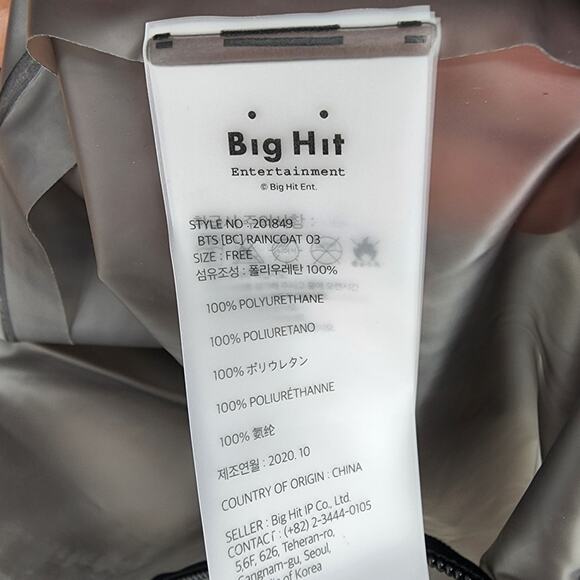 Big Hit
Entertainment
© Big Hit Ent.
STYLE NO : 201849
BTS [BC] RAINCOAT 03
SIZE : FREE
섬유조성 : 폴리우레탄 100%
100% POLYURETHANE
100% POLIURETANO
100% ポリウレタン
100% POLIURÉTHANNE
100% 氨纶
제조연월 : 2020. 10
COUNTRY OF ORIGIN : CHINA
SELLER : Big Hit IP Co., Ltd.
CONTACT : (+82) 2-3444-0105
5,6F, 626, Teheran-ro,
Gangnam-gu, Seoul,
of Korea